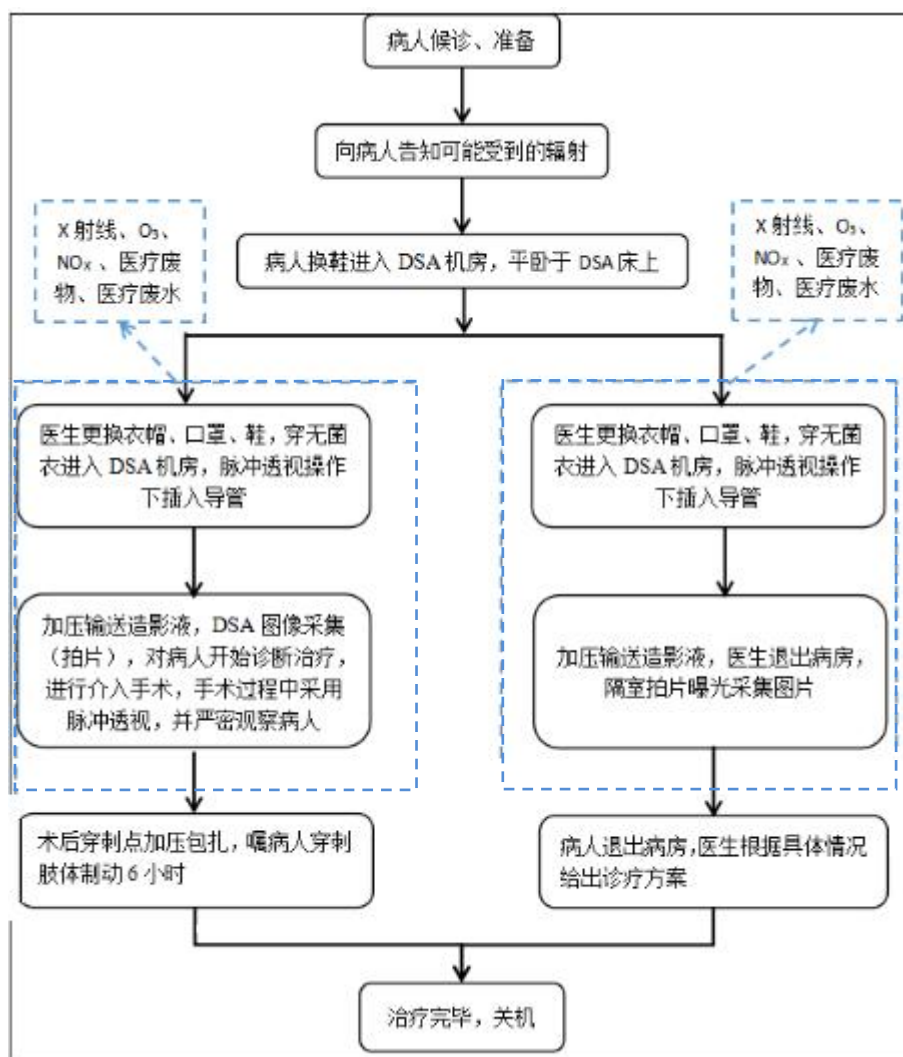 病人候诊、准备
向病人告知可能受到的辐射
X 射线、O₃、
NOₓ、医疗废
物、医疗废水
X 射线、O₃、
NOₓ、医疗废
物、医疗废水
病人换鞋进入 DSA 机房，平卧于 DSA 床上
医生更换衣帽、口罩、鞋，穿无菌
衣进入 DSA 机房，脉冲透视操作
下插入导管
医生更换衣帽、口罩、鞋，穿无菌
衣进入 DSA 机房，脉冲透视操作
下插入导管
加压输送造影液，DSA 图像采集
（拍片），对病人开始诊断治疗，
进行介入手术，手术过程中采用
脉冲透视，并严密观察病人
加压输送造影液，医生退出病房，
隔室拍片曝光采集图片
术后穿刺点加压包扎，嘱病人穿刺
肢体制动 6 小时
病人退出病房，医生根据具体情况
给出诊疗方案
治疗完毕，关机